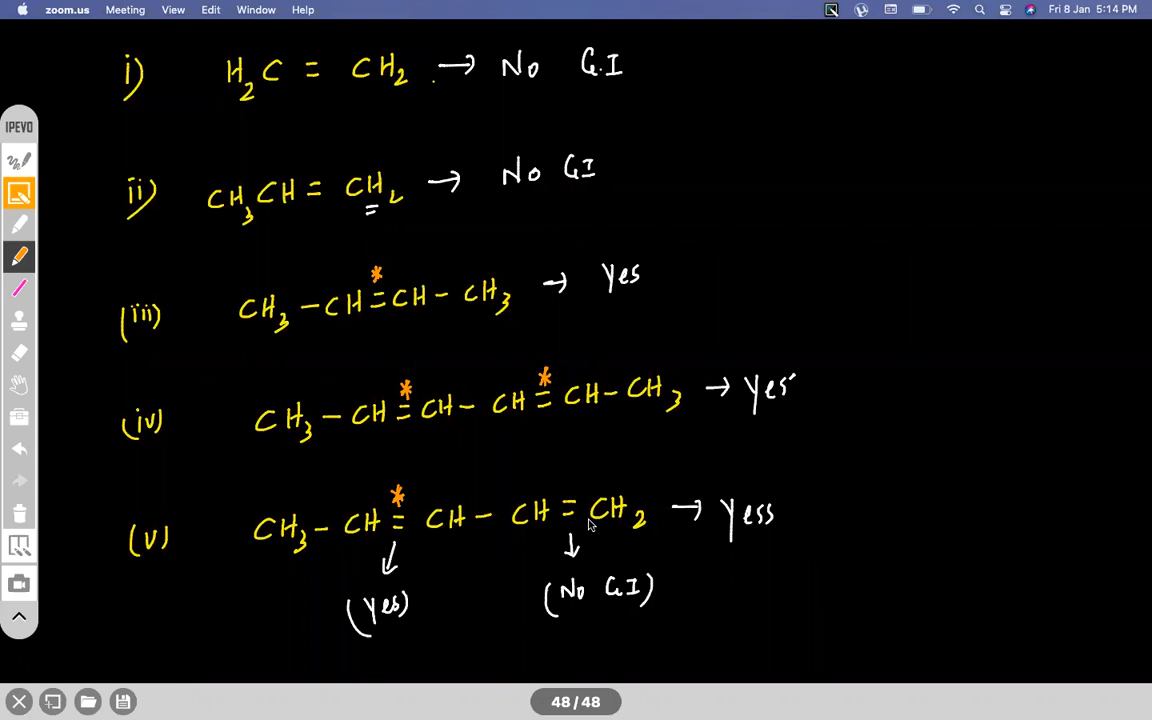 zoom.us Meeting View Edit Window Help Fri 8 Jan 5:14 PM
IPEVO
i) H₂C = CH₂ → No G.I
ii) CH₃CH = CH₂ → No GI
(iii) CH₃ - CH = CH - CH₃ → Yes
(iv) CH₃ - CH = CH - CH = CH - CH₃ → Yes
(v) CH₃ - CH = CH - CH = CH₂ → Yess
(Yes) (No GI)
48/48